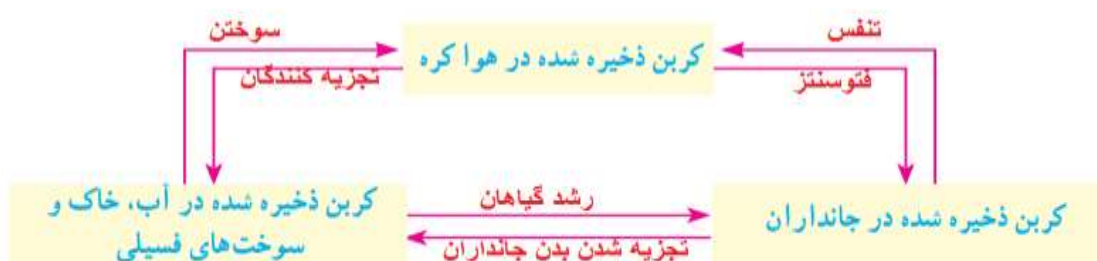 تنفس
کربن ذخیره شده در هوا کره
سوختن
فتوسنتز
تجزیه کنندگان
کربن ذخیره شده در جانداران
رشد گیاهان
تجزیه شدن بدن جانداران
کربن ذخیره شده در آب، خاک و
سوخت‌های فسیلی